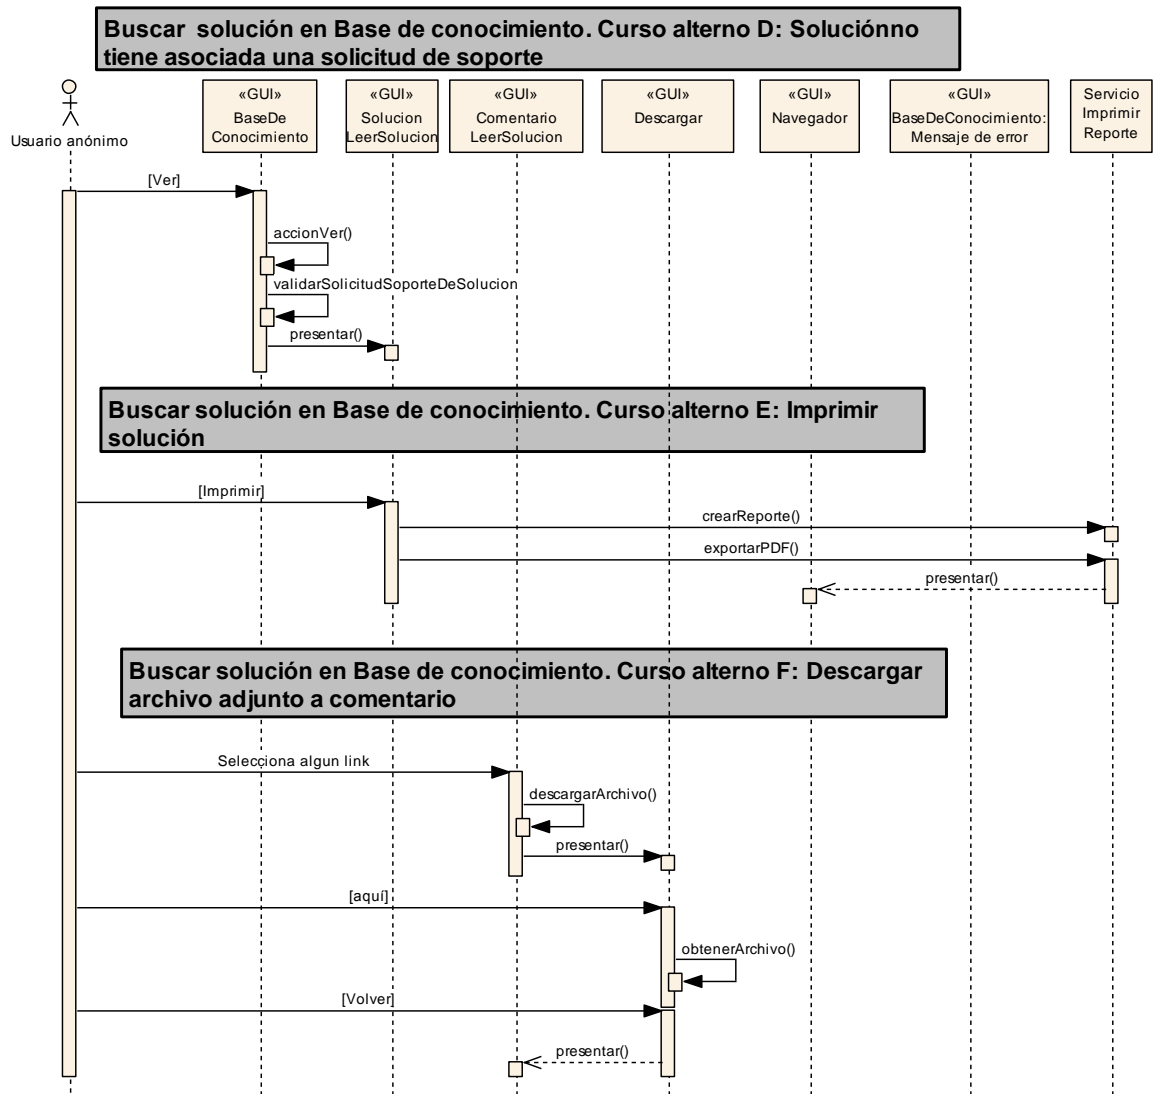 Buscar  solución en Base de conocimiento. Curso alterno D: Soluciónno
tiene asociada una solicitud de soporte
Usuario anónimo
«GUI»
BaseDe
Conocimiento
«GUI»
Solucion
LeerSolucion
«GUI»
Comentario
LeerSolucion
«GUI»
Descargar
«GUI»
Navegador
«GUI»
BaseDeConocimiento:
Mensaje de error
Servicio
Imprimir
Reporte
[Ver]
accionVer()
validarSolicitudSoporteDeSolucion
presentar()
Buscar solución en Base de conocimiento. Curso alterno E: Imprimir
solución
[Imprimir]
crearReporte()
exportarPDF()
presentar()
Buscar solución en Base de conocimiento. Curso alterno F: Descargar
archivo adjunto a comentario
Selecciona algun link
descargarArchivo()
presentar()
[aquí]
obtenerArchivo()
[Volver]
presentar()